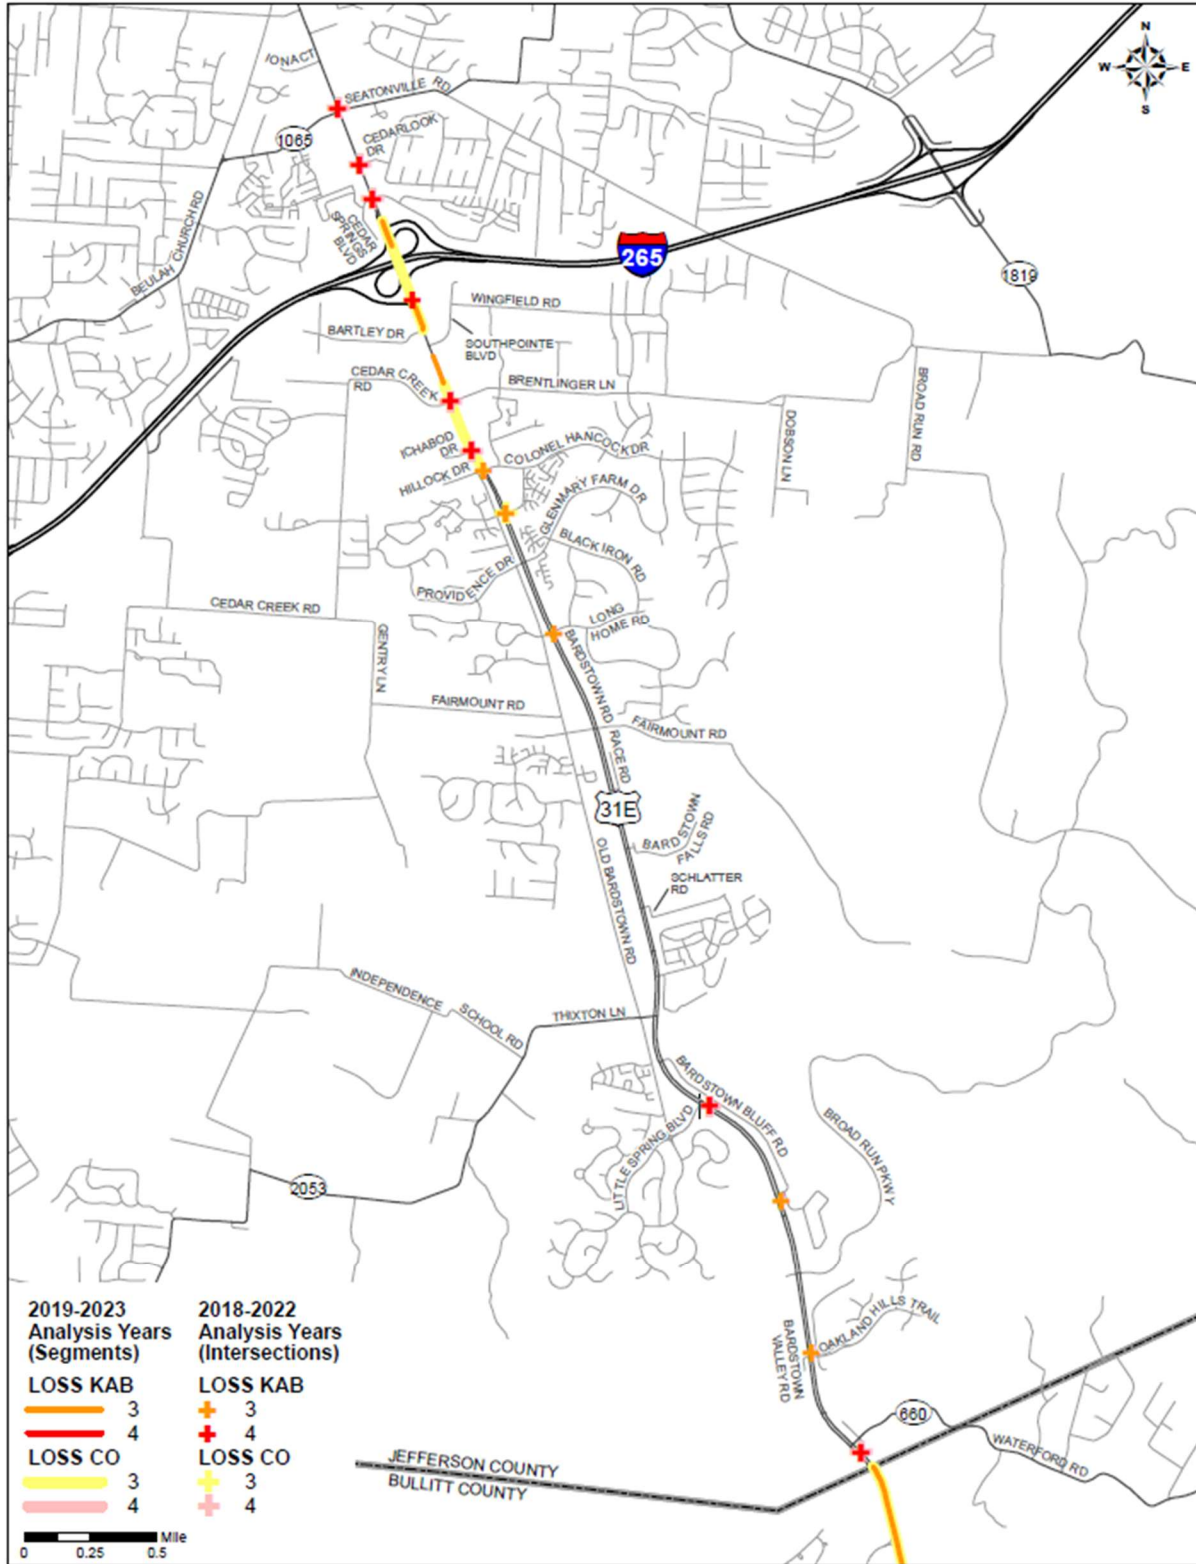 N
W E
S
IONA CT
SEATONVILLE RD
1065
CEDARLOOK
DR
CEDAR
SPRINGS
BLVD
BEULAH CHURCH RD
265
1819
WINGFIELD RD
BARTLEY DR
SOUTHPOINTE
BLVD
CEDAR CREEK
RD
BRENTLINGER LN
BROAD RUN RD
DOBSON LN
ICHABOD
DR
COLONEL HANCOCK DR
HILLOCK DR
GLENMARY FARM DR
BLACK IRON RD
PROVIDENCE DR
CEDAR CREEK RD
LONG
HOME RD
GENTRY LN
BARDSTOWN RD
RACE RD
FAIRMOUNT RD
FAIRMOUNT RD
31E
BARDSTOWN
FALLS RD
OLD BARDSTOWN RD
SCHLATTER
RD
INDEPENDENCE SCHOOL RD
THIXTON LN
BARDSTOWN BLUFF RD
LITTLE SPRING BLVD
BROAD RUN PKWY
2053
OAKLAND HILLS TRAIL
BARDSTOWN
VALLEY RD
660
WATERFORD RD
JEFFERSON COUNTY
BULLITT COUNTY
2019-2023
Analysis Years
(Segments)
LOSS KAB
3
4
LOSS CO
3
4
2018-2022
Analysis Years
(Intersections)
LOSS KAB
3
4
LOSS CO
3
4
Mile
0 0.25 0.5